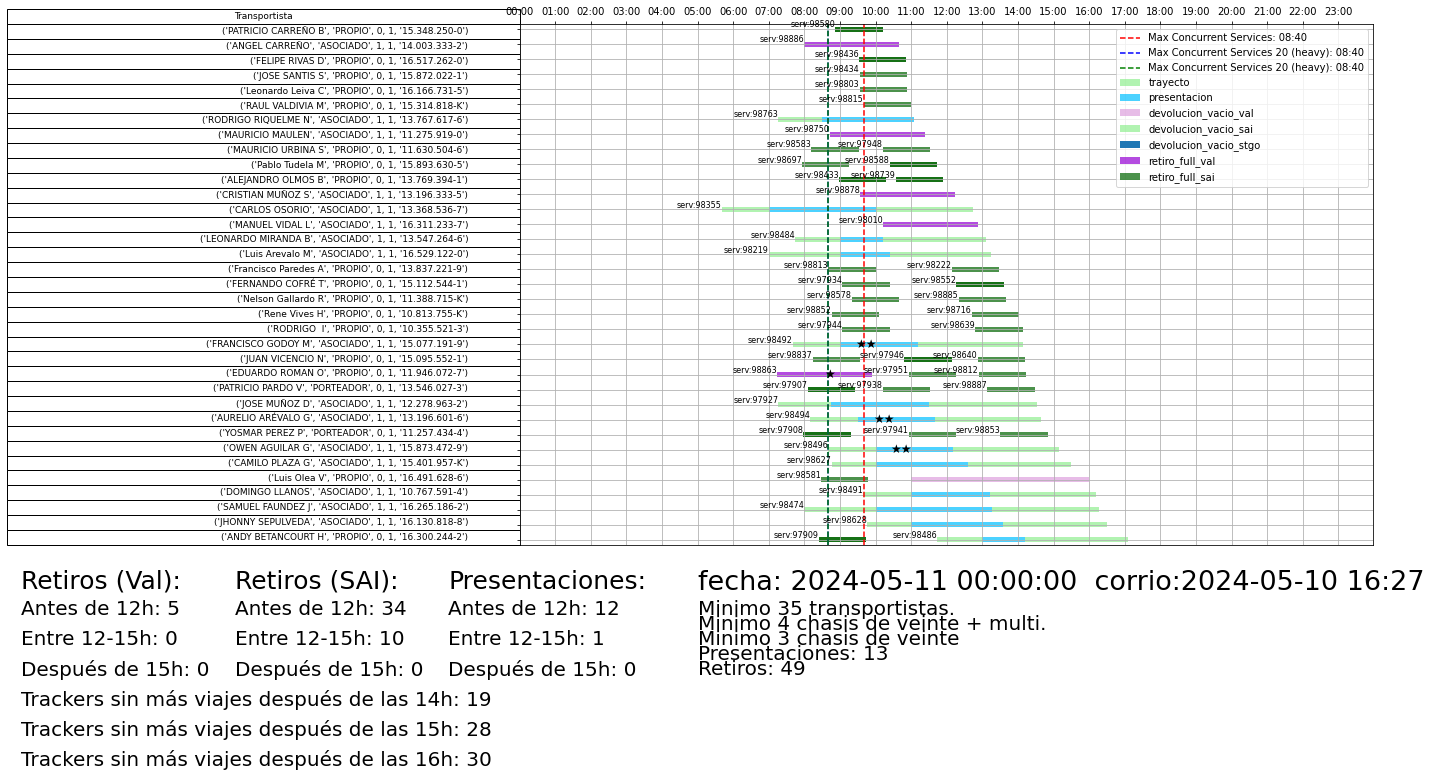 Transportista
00:00 01:00 02:00 03:00 04:00 05:00 06:00 07:00 08:00 09:00 10:00 11:00 12:00 13:00 14:00 15:00 16:00 17:00 18:00 19:00 20:00 21:00 22:00 23:00
('PATRICIO CARREÑO B', 'PROPIO', 0, 1, '15.348.250-0') serv:98580
('ANGEL CARREÑO', 'ASOCIADO', 1, 1, '14.003.333-2') serv:98886
('FELIPE RIVAS D', 'PROPIO', 0, 1, '16.517.262-0') serv:98436
('JOSE SANTIS S', 'PROPIO', 0, 1, '15.872.022-1') serv:98434
('Leonardo Leiva C', 'PROPIO', 0, 1, '16.166.731-5') serv:98803
('RAUL VALDIVIA M', 'PROPIO', 0, 1, '15.314.818-K') serv:98815
('RODRIGO RIQUELME N', 'ASOCIADO', 1, 1, '13.767.617-6') serv:98763
('MAURICIO MAULEN', 'PROPIO', 0, 1, '11.275.919-0') serv:98750
('MAURICIO URBINA S', 'PROPIO', 0, 1, '11.630.504-6') serv:98583 serv:97948
('Pablo Tudela M', 'PROPIO', 0, 1, '15.893.630-5') serv:98697 serv:98588
('ALEJANDRO OLMOS B', 'PROPIO', 0, 1, '13.769.394-1') serv:98433 serv:98739
('CRISTIAN MUÑOZ S', 'ASOCIADO', 1, 1, '13.196.333-5') serv:98878
('CARLOS OSORIO', 'ASOCIADO', 1, 1, '13.368.536-7') serv:98355
('MANUEL VIDAL L', 'ASOCIADO', 1, 1, '16.311.233-7') serv:98010
('LEONARDO MIRANDA B', 'ASOCIADO', 1, 1, '13.547.264-6') serv:98484
('Luis Arevalo M', 'ASOCIADO', 1, 1, '16.529.122-0') serv:98219
('Francisco Paredes A', 'PROPIO', 0, 1, '13.837.221-9') serv:98813 serv:98222
('FERNANDO COFRÉ T', 'PROPIO', 0, 1, '15.112.544-1') serv:97934 serv:98552
('Nelson Gallardo R', 'PROPIO', 0, 1, '11.388.715-K') serv:98578 serv:98885
('Rene Vives H', 'PROPIO', 0, 1, '10.813.755-K') serv:98852 serv:98716
('RODRIGO  I', 'PROPIO', 0, 1, '10.355.521-3') serv:97944 serv:98639
('FRANCISCO GODOY M', 'ASOCIADO', 1, 1, '15.077.191-9') serv:98492
('JUAN VICENCIO N', 'PROPIO', 0, 1, '15.095.552-1') serv:98837 serv:97946 serv:98640
('EDUARDO ROMAN O', 'PROPIO', 0, 1, '11.946.072-7') serv:98863 serv:97951 serv:98812
('PATRICIO PARDO V', 'PORTEADOR', 0, 1, '13.546.027-3') serv:97907 serv:97938 serv:98887
('JOSE MUÑOZ D', 'ASOCIADO', 1, 1, '12.278.963-2') serv:97927
('AURELIO ARÉVALO G', 'ASOCIADO', 1, 1, '13.196.601-6') serv:98494
('YOSMAR PEREZ P', 'PORTEADOR', 0, 1, '11.257.434-4') serv:97908 serv:97941 serv:98853
('OWEN AGUILAR G', 'ASOCIADO', 1, 1, '15.873.472-9') serv:98496
('CAMILO PLAZA G', 'ASOCIADO', 1, 1, '15.401.957-K') serv:98627
('Luis Olea V', 'PROPIO', 0, 1, '16.491.628-6') serv:98581
('DOMINGO LLANOS', 'ASOCIADO', 1, 1, '10.767.591-4') serv:98491
('SAMUEL FAUNDEZ J', 'ASOCIADO', 1, 1, '16.265.186-2') serv:98474
('JHONNY SEPULVEDA', 'ASOCIADO', 1, 1, '16.130.818-8') serv:98628
('ANDY BETANCOURT H', 'PROPIO', 0, 1, '16.300.244-2') serv:97909 serv:98486
Max Concurrent Services: 08:40
Max Concurrent Services 20 (heavy): 08:40
Max Concurrent Services 20 (heavy): 08:40
trayecto
presentacion
devolucion_vacio_val
devolucion_vacio_sai
devolucion_vacio_stgo
retiro_full_val
retiro_full_sai
Retiros (Val): Retiros (SAI): Presentaciones: fecha: 2024-05-11 00:00:00  corrio:2024-05-10 16:27
Antes de 12h: 5 Antes de 12h: 34 Antes de 12h: 12
Entre 12-15h: 0 Entre 12-15h: 10 Entre 12-15h: 1
Después de 15h: 0 Después de 15h: 0 Después de 15h: 0
Minimo 35 transportistas.
Minimo 4 chasis de veinte + multi.
Minimo 3 chasis de veinte
Presentaciones: 13
Retiros: 49
Trackers sin más viajes después de las 14h: 19
Trackers sin más viajes después de las 15h: 28
Trackers sin más viajes después de las 16h: 30